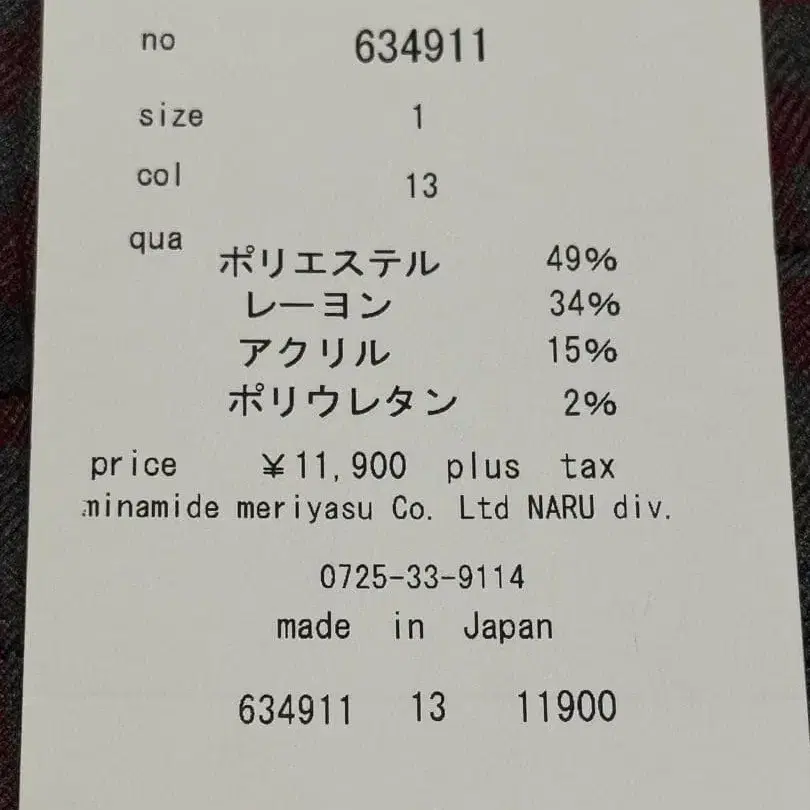 no 634911
size 1
col 13
qua
ポリエステル 49%
レーヨン 34%
アクリル 15%
ポリウレタン 2%
price ¥11,900 plus tax
minamide meriyasu Co. Ltd NARU div.
0725-33-9114
made in Japan
634911 13 11900